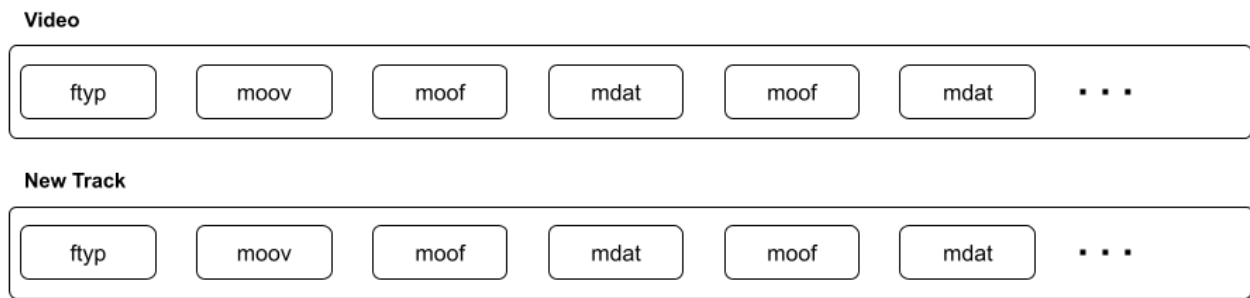 Video
ftyp moov moof mdat moof mdat . . .
New Track
ftyp moov moof mdat moof mdat . . .